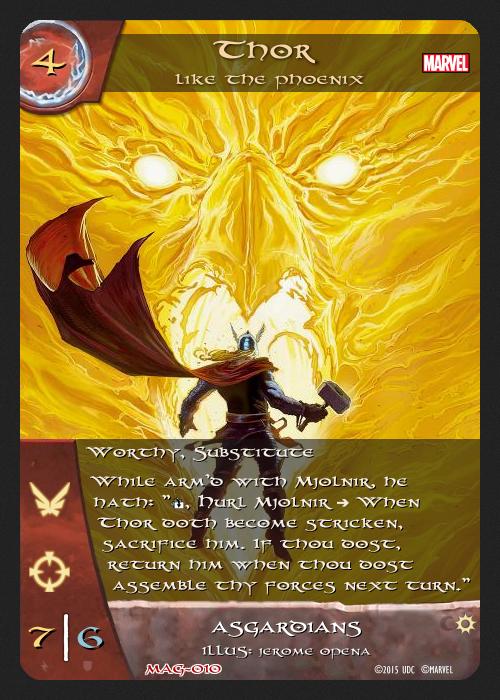 4
Thor
Like the Phoenix
MARVEL
Worthy, Substitute
While arm'd with Mjolnir, he
hath: ", Hurl Mjolnir → When
Thor doth become stricken,
sacrifice him. If thou dost,
return him when thou dost
assemble thy forces next turn."
7|6
Asgardians
Illus: Jerome Opena
MAG-010
©2015 UDC ©MARVEL